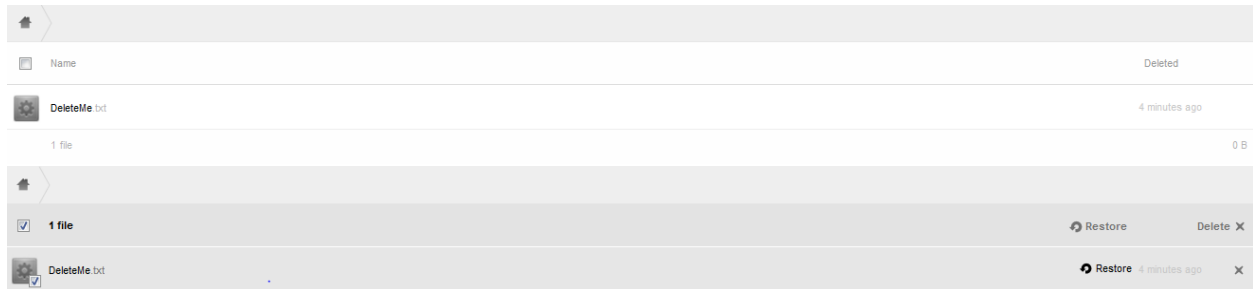 Name Deleted
DeleteMe.txt 4 minutes ago
1 file 0 B
1 file Restore Delete
DeleteMe.txt Restore 4 minutes ago